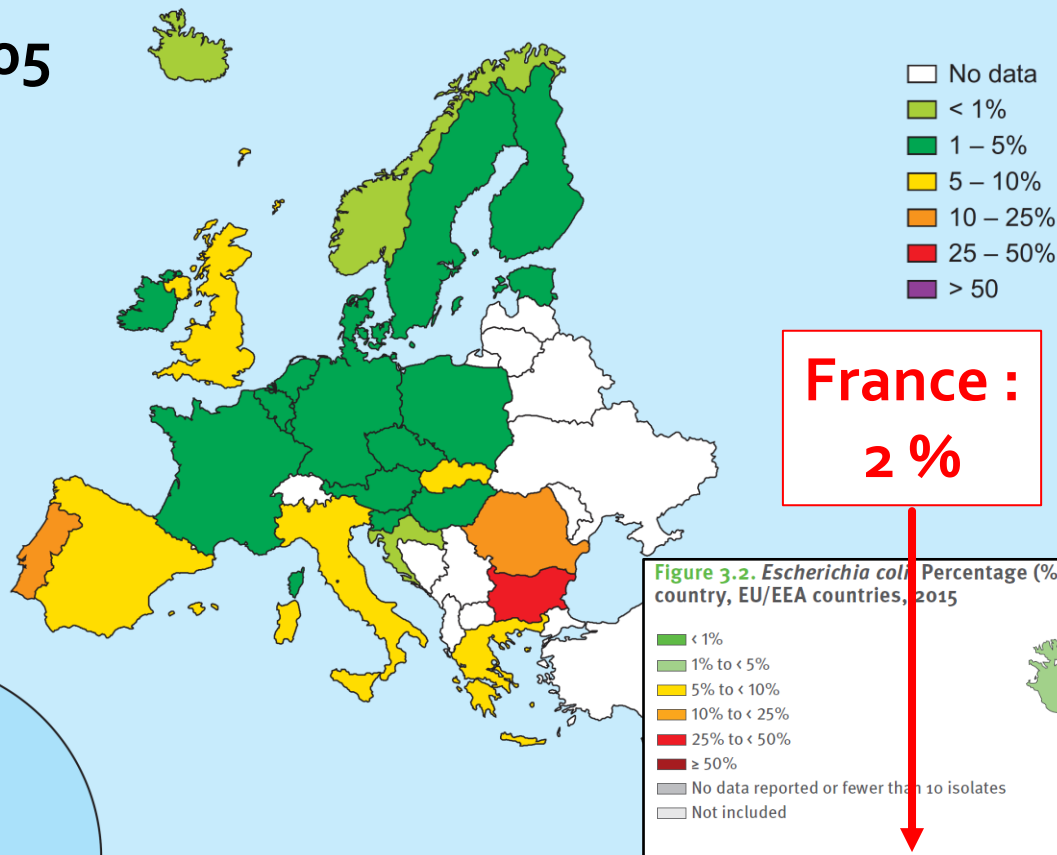 05
No data
< 1%
1 – 5%
5 – 10%
10 – 25%
25 – 50%
> 50
France :
2 %
Figure 3.2. Escherichia coli Percentage (%
country, EU/EEA countries, 2015
< 1%
1% to < 5%
5% to < 10%
10% to < 25%
25% to < 50%
≥ 50%
No data reported or fewer than 10 isolates
Not included